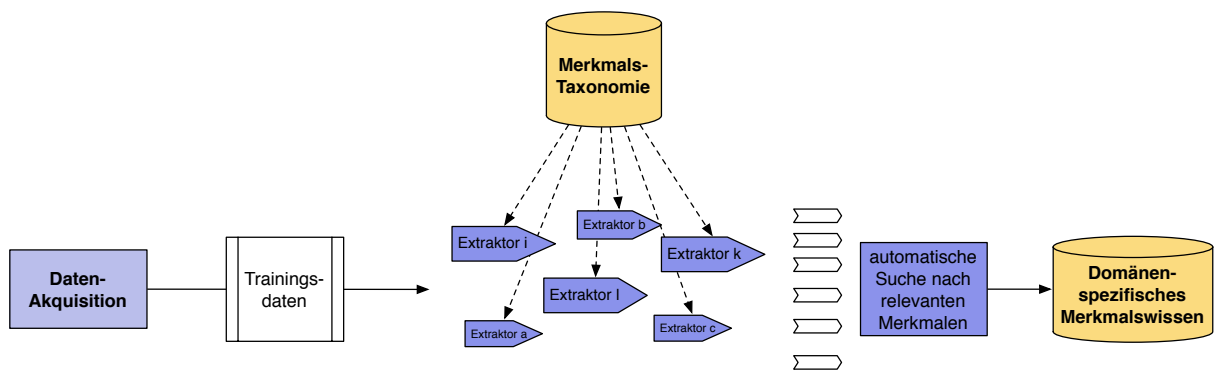 Merkmals-
Taxonomie
Extraktor i
Extraktor b
Extraktor k
Extraktor l
Extraktor a
Extraktor c
Daten-
Akquisition
Trainings-
daten
automatische
Suche nach
relevanten
Merkmalen
Domänen-
spezifisches
Merkmalswissen